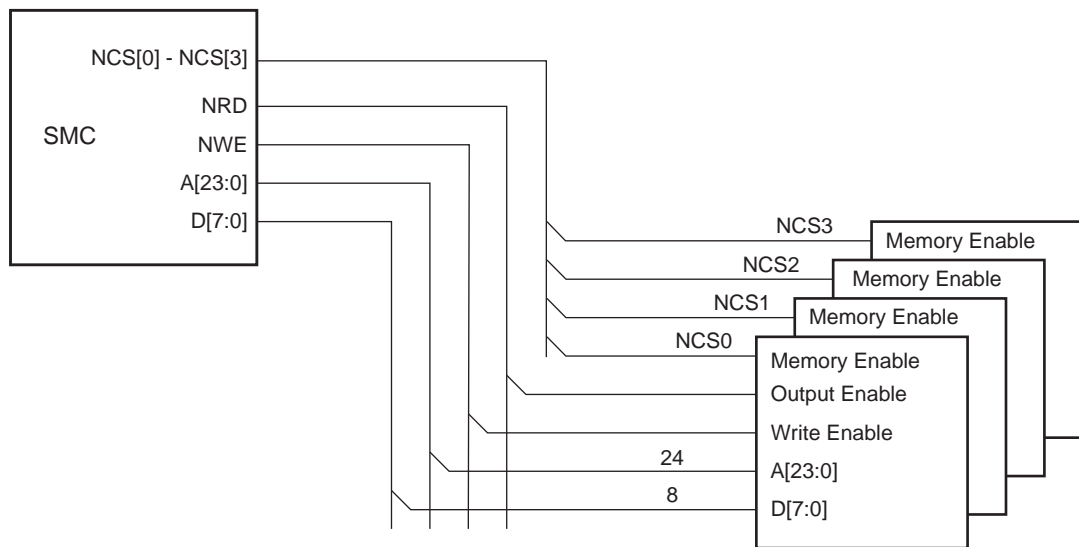 NCS[0] - NCS[3]
NRD
SMC
NWE
A[23:0]
D[7:0]
NCS3
Memory Enable
NCS2
Memory Enable
NCS1
Memory Enable
NCS0
Memory Enable
Output Enable
Write Enable
24
A[23:0]
8
D[7:0]